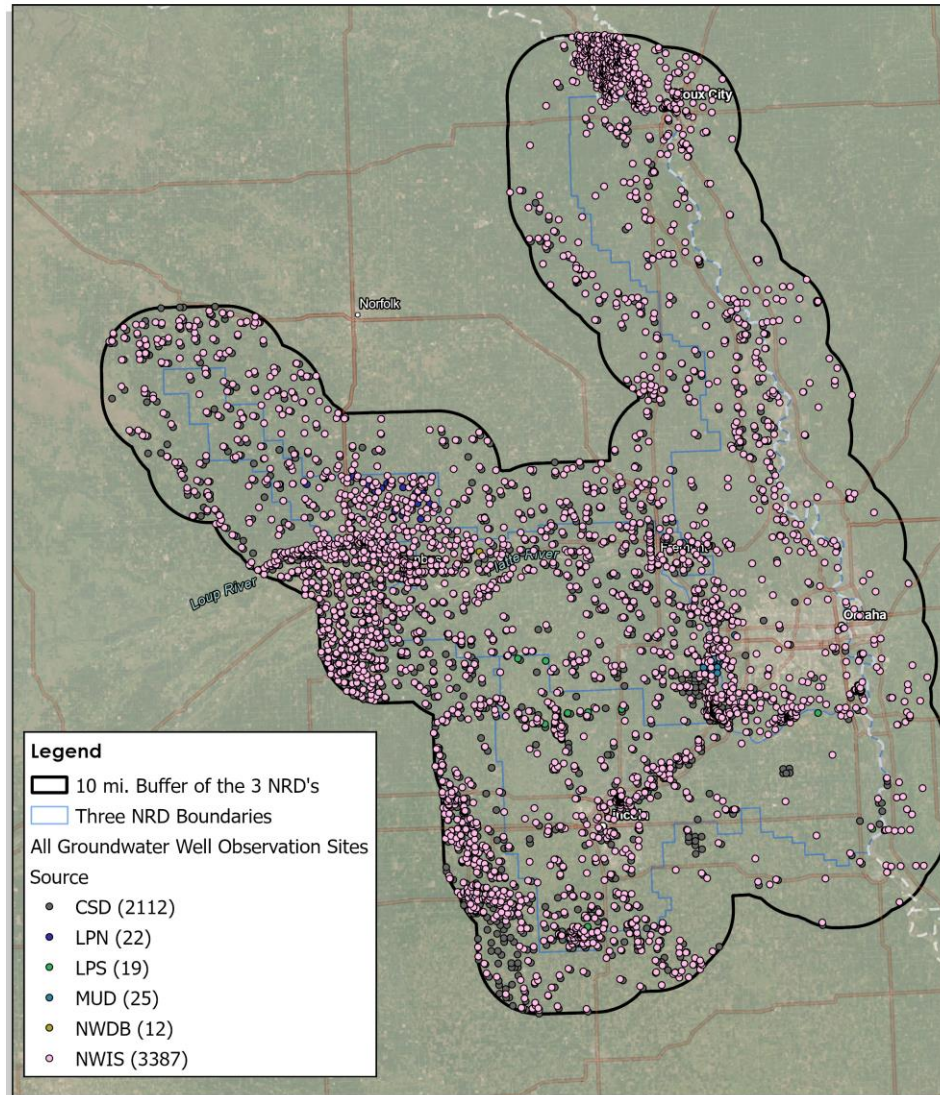 Norfolk
Loup River
Omaha
Legend
10 mi. Buffer of the 3 NRD's
Three NRD Boundaries
All Groundwater Well Observation Sites
Source
CSD (2112)
LPN (22)
LPS (19)
MUD (25)
NWDB (12)
NWIS (3387)